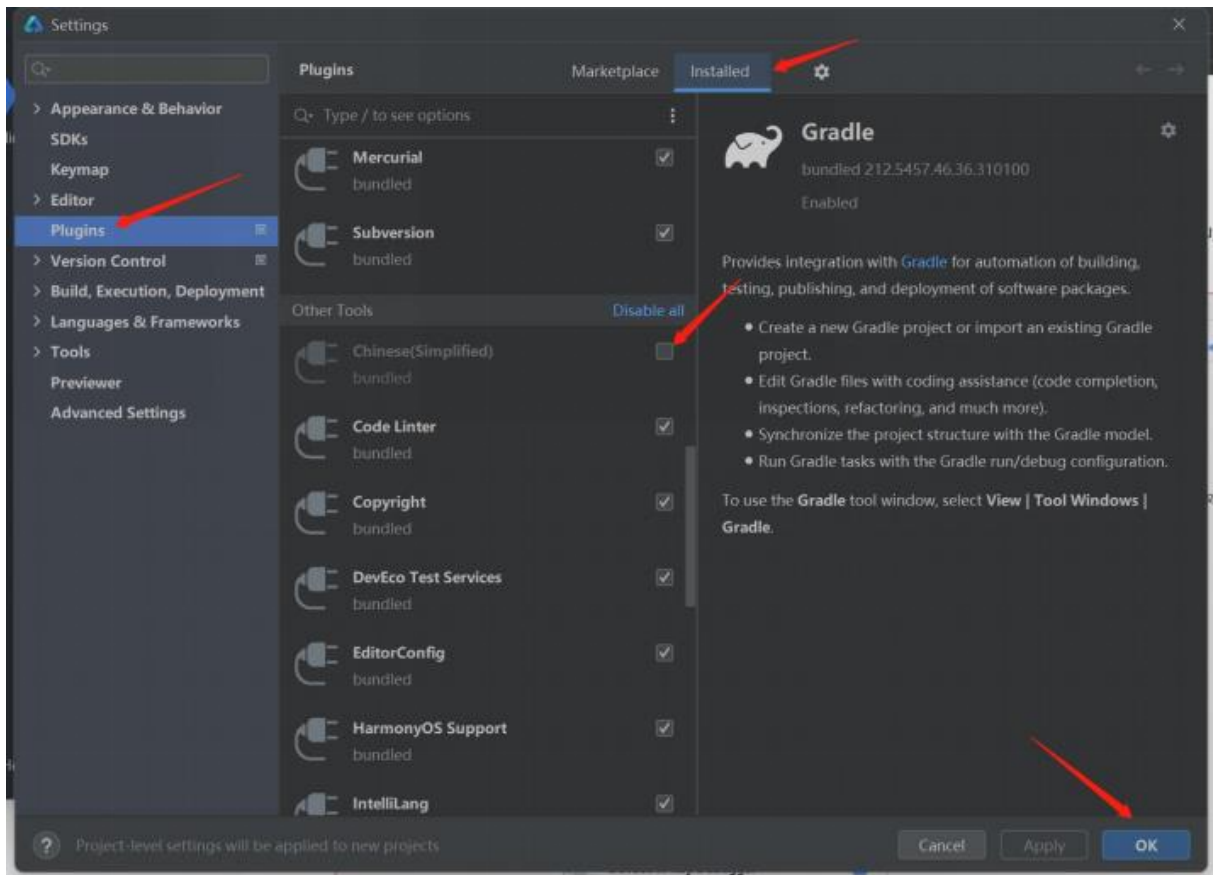 Settings
Appearance & Behavior
SDKs
Keymap
Editor
Plugins
Version Control
Build, Execution, Deployment
Languages & Frameworks
Tools
Previewer
Advanced Settings
Plugins
Marketplace
Installed
Type / to see options
Mercurial
bundled
Subversion
bundled
Other Tools
Disable all
Chinese(Simplified)
bundled
Code Linter
bundled
Copyright
bundled
DevEco Test Services
bundled
EditorConfig
bundled
HarmonyOS Support
bundled
IntelliLang
Gradle
bundled 212.5457.46.36.310100
Enabled
Provides integration with Gradle for automation of building,
testing, publishing, and deployment of software packages.
• Create a new Gradle project or import an existing Gradle
project.
• Edit Gradle files with coding assistance (code completion,
inspections, refactoring, and much more).
• Synchronize the project structure with the Gradle model.
• Run Gradle tasks with the Gradle run/debug configuration.
To use the Gradle tool window, select View | Tool Windows |
Gradle.
? Project-level settings will be applied to new projects
Cancel
Apply
OK